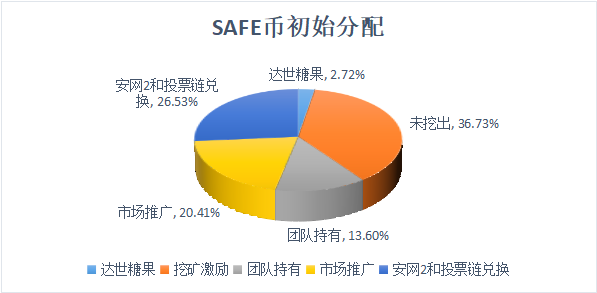 SAFE币初始分配
达世糖果, 2.72%
安网2和投票链兑
换, 26.53%
未挖出, 36.73%
市场推广, 20.41%
团队持有, 13.60%
达世糖果 挖矿激励 团队持有 市场推广 安网2和投票链兑换